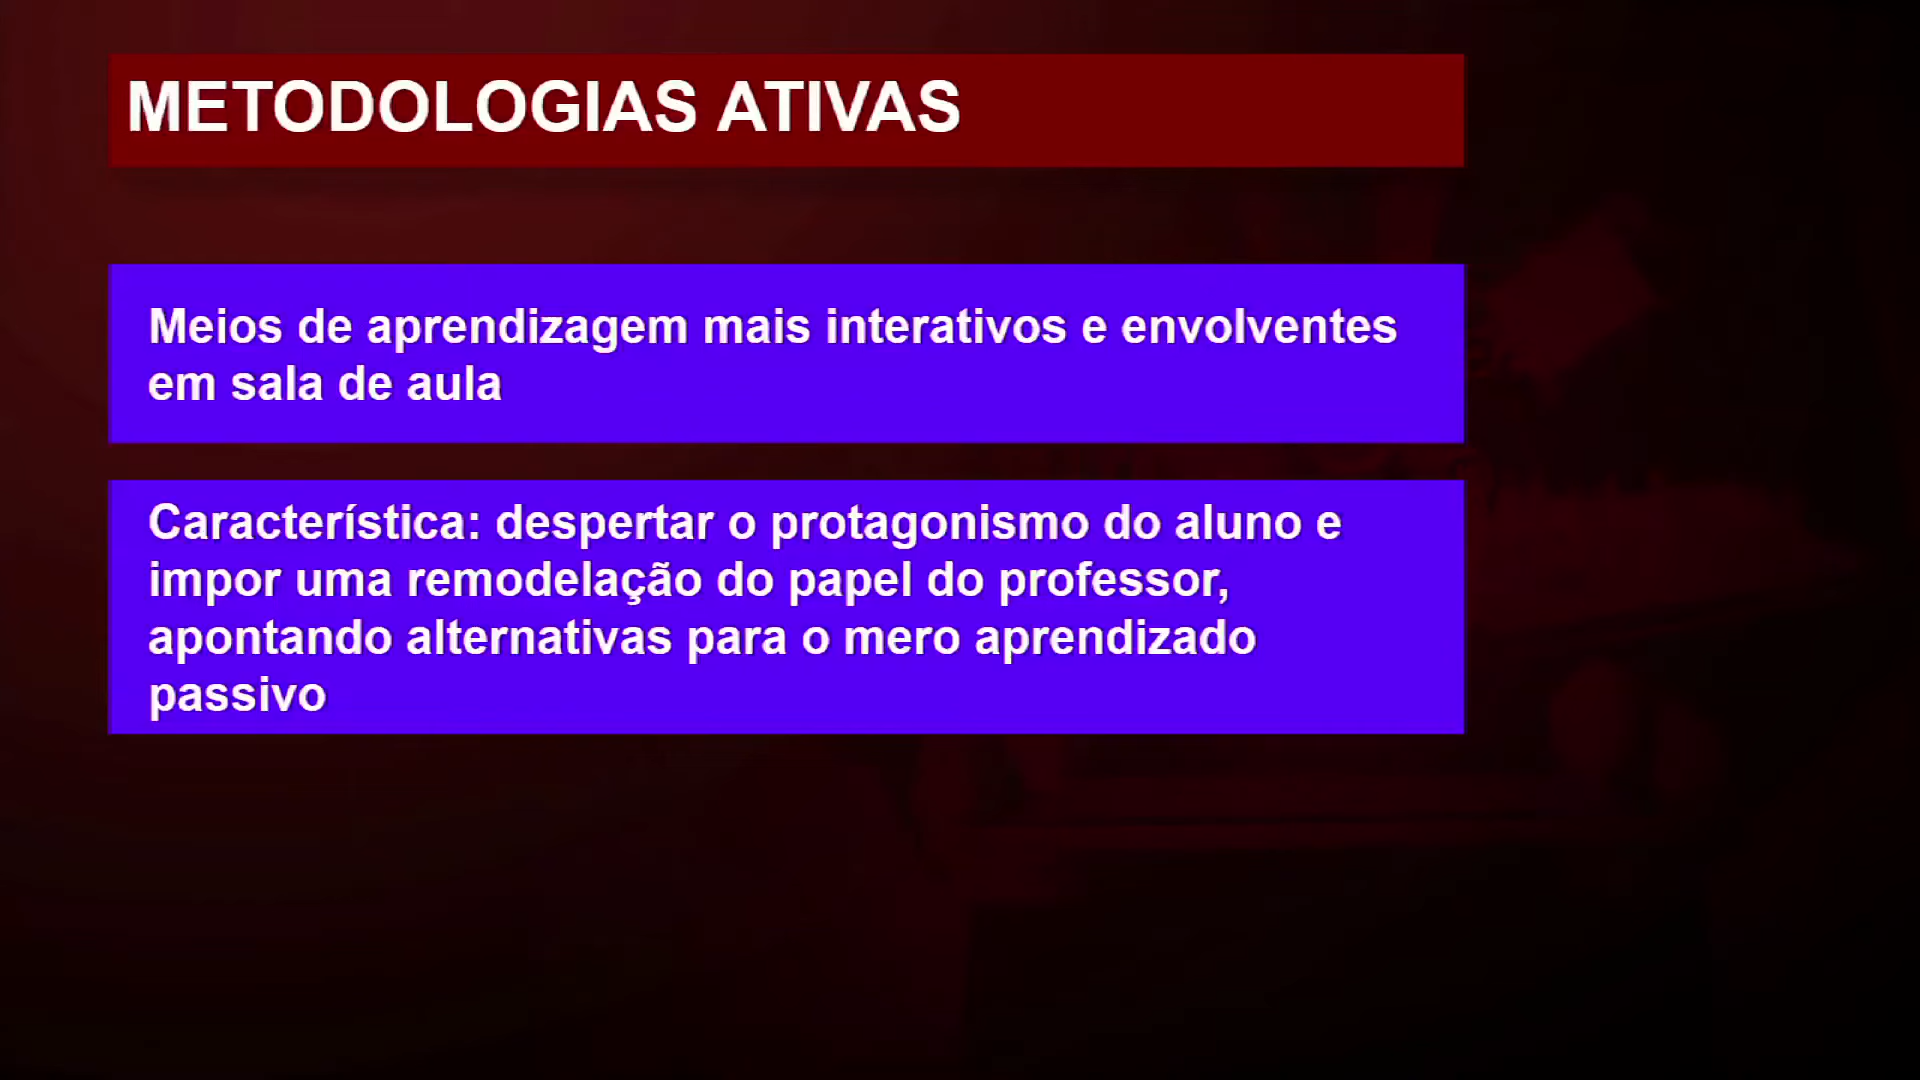 METODOLOGIAS ATIVAS
Meios de aprendizagem mais interativos e envolventes
em sala de aula
Característica: despertar o protagonismo do aluno e
impor uma remodelação do papel do professor,
apontando alternativas para o mero aprendizado
passivo